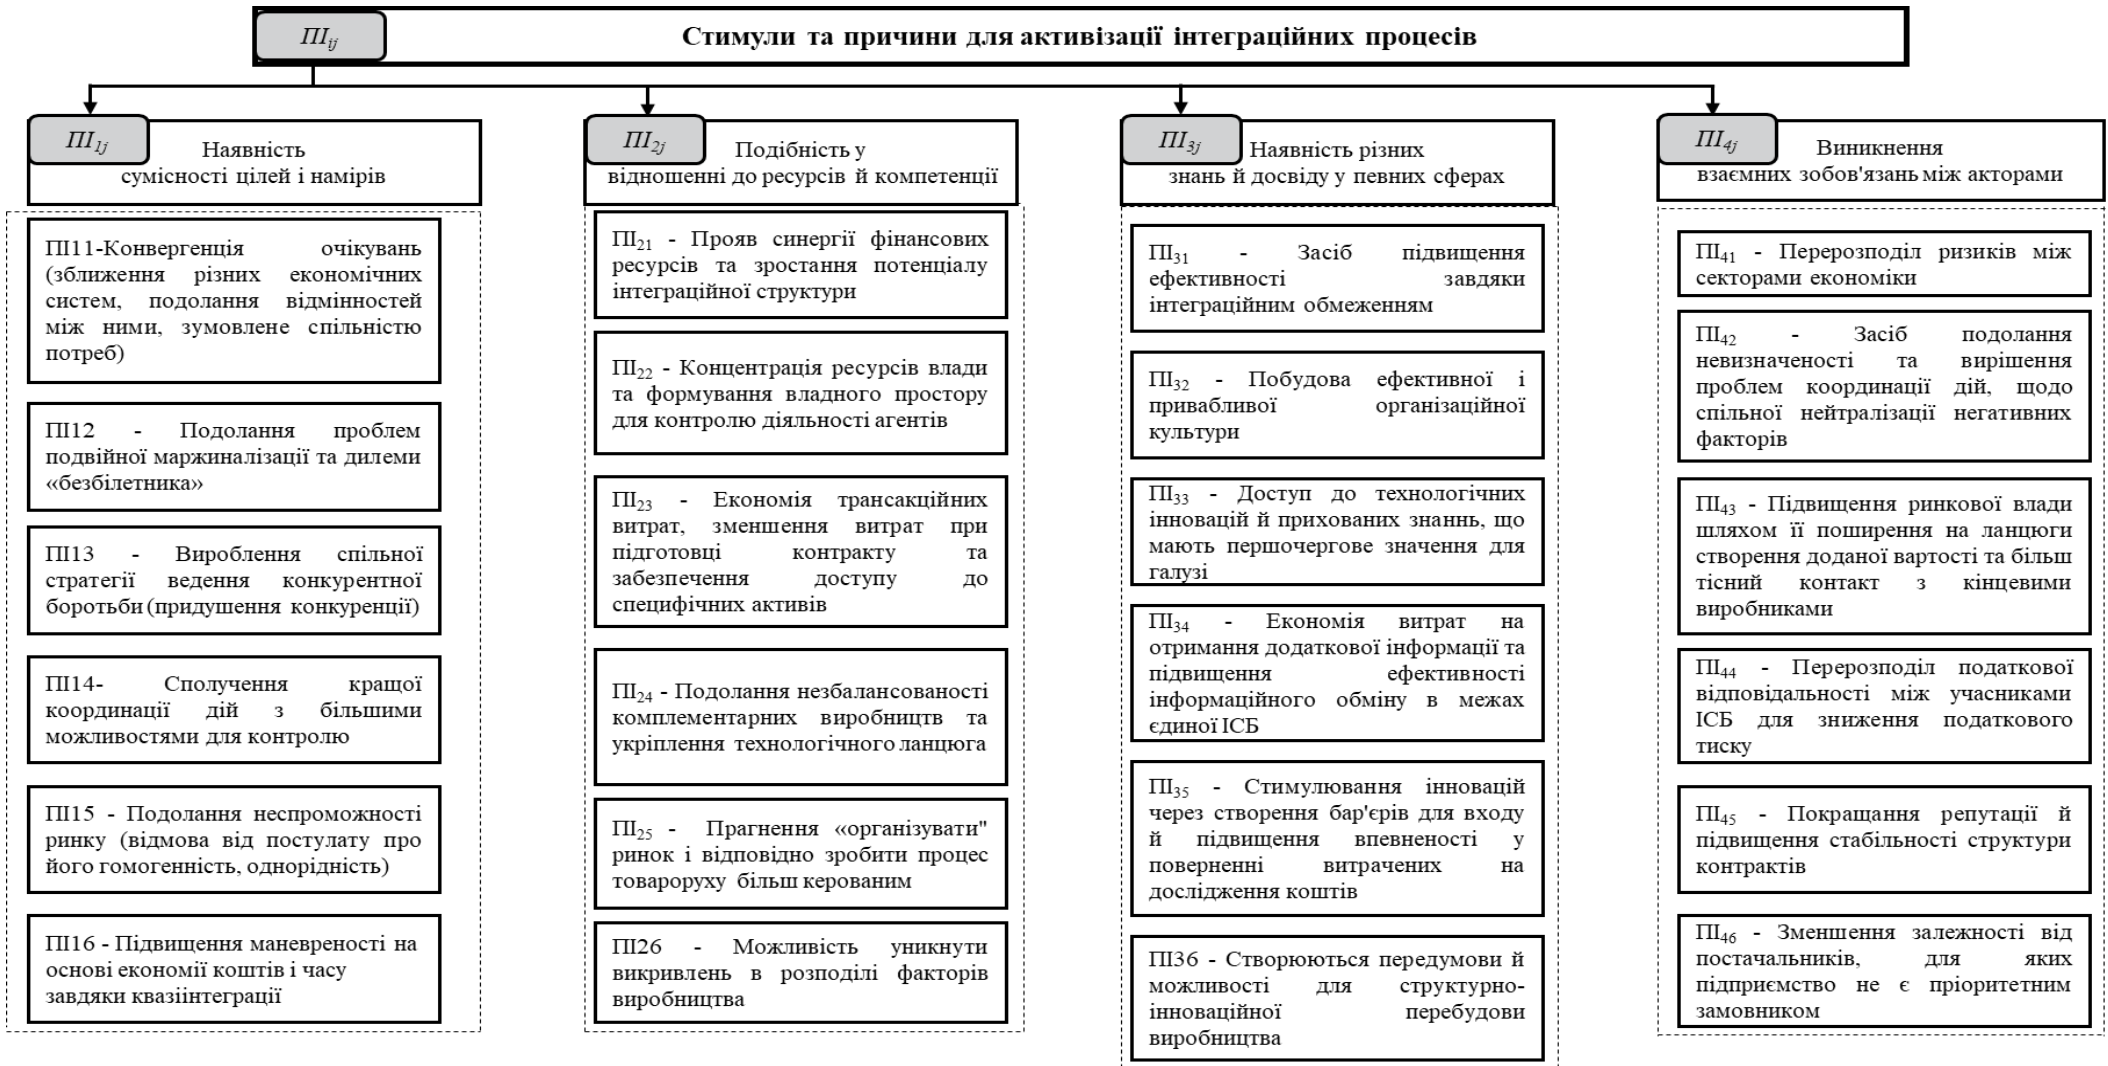 ПІij
Стимули та причини для активізації інтеграційних процесів
ПІ1j
Наявність
сумісності цілей і намірів
ПІ11-Конвергенція очікувань
(зближення різних економічних
систем, подолання відмінностей
між ними, зумовлене спільністю
потреб)
ПІ12 - Подолання проблем
подвійної маржиналізації та дилеми
«безбілетника»
ПІ13 - Вироблення спільної
стратегії ведення конкурентної
боротьби (придушення конкуренції)
ПІ14- Сполучення кращої
координації дій з більшими
можливостями для контролю
ПІ15 - Подолання неспроможності
ринку (відмова від постулату про
його гомогенність, однорідність)
ПІ16 - Підвищення маневреності на
основі економії коштів і часу
завдяки квазіінтеграції
ПІ2j
Подібність у
відношенні до ресурсів й компетенції
ПІ21 - Прояв синергії фінансових
ресурсів та зростання потенціалу
інтеграційної структури
ПІ22 - Концентрація ресурсів влади
та формування владного простору
для контролю діяльності агентів
ПІ23 - Економія трансакційних
витрат, зменшення витрат при
підготовці контракту та
забезпечення доступу до
специфічних активів
ПІ24 - Подолання незбалансованості
комплементарних виробництв та
укріплення технологічного ланцюга
ПІ25 - Прагнення «організувати"
ринок і відповідно зробити процес
товароруху більш керованим
ПІ26 - Можливість уникнути
викривлень в розподілі факторів
виробництва
ПІ3j
Наявність різних
знань й досвіду у певних сферах
ПІ31 - Засіб підвищення
ефективності завдяки
інтеграційним обмеженням
ПІ32 - Побудова ефективної і
привабливої організаційної
культури
ПІ33 - Доступ до технологічних
інновацій й прихованих знаннь, що
мають першочергове значення для
галузі
ПІ34 - Економія витрат на
отримання додаткової інформації та
підвищення ефективності
інформаційного обміну в межах
єдиної ІСБ
ПІ35 - Стимулювання інновацій
через створення бар'єрів для входу
й підвищення впевненості у
поверненні витрачених на
дослідження коштів
ПІ36 - Створюються передумови й
можливості для структурно-
інноваційної перебудови
виробництва
ПІ4j
Виникнення
взаємних зобов'язань між акторами
ПІ41 - Перерозподіл ризиків між
секторами економіки
ПІ42 - Засіб подолання
невизначеності та вирішення
проблем координації дій, щодо
спільної нейтралізації негативних
факторів
ПІ43 - Підвищення ринкової влади
шляхом її поширення на ланцюги
створення доданої вартості та більш
тісний контакт з кінцевими
виробниками
ПІ44 - Перерозподіл податкової
відповідальності між учасниками
ІСБ для зниження податкового
тиску
ПІ45 - Покращання репутації й
підвищення стабільності структури
контрактів
ПІ46 - Зменшення залежності від
постачальників, для яких
підприємство не є пріоритетним
замовником